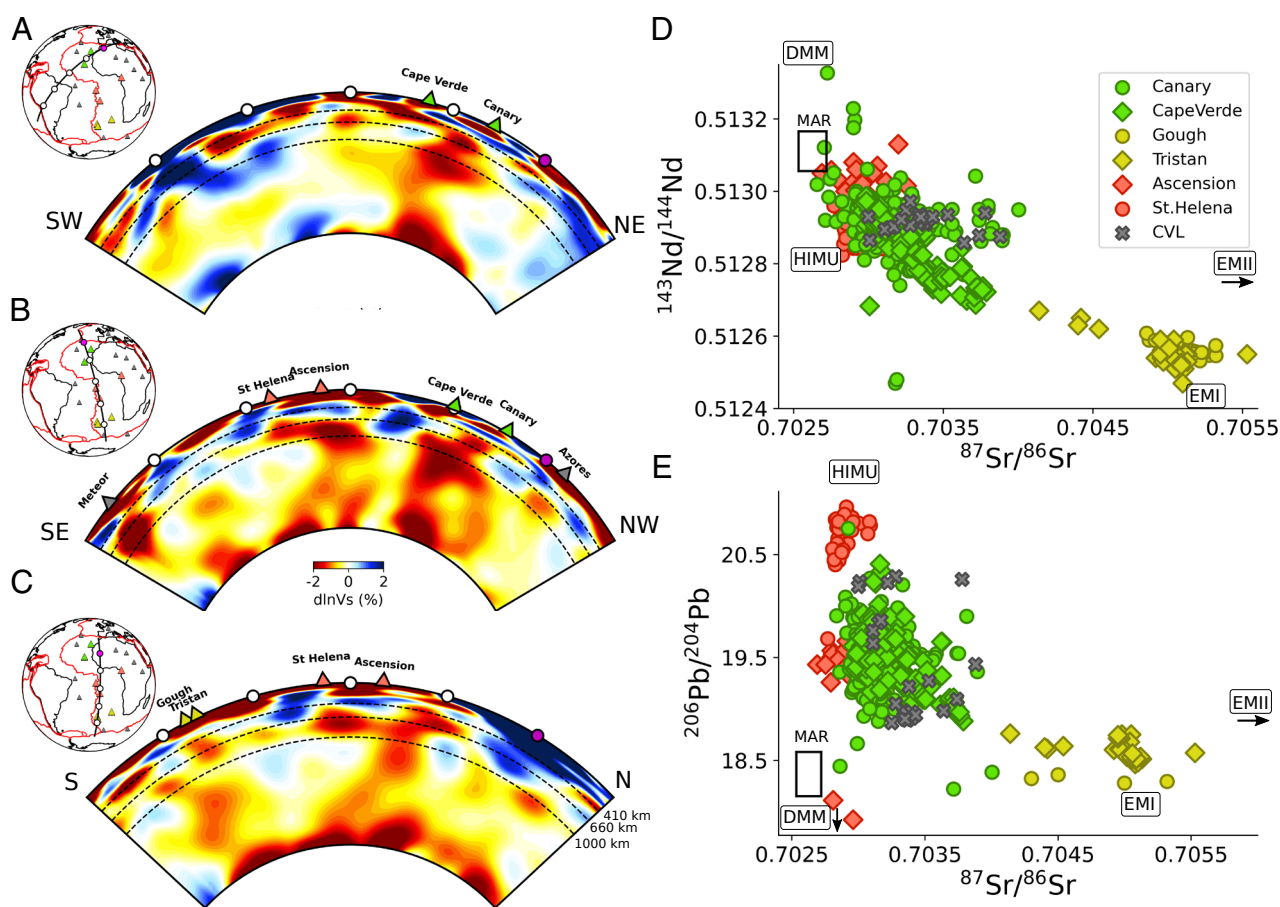 A
Cape Verde
Canary
SW
NE
B
St Helena
Ascension
Cape Verde
Canary
Azores
Meteor
SE
NW
-2 0 2
dlnVs (%)
C
St Helena
Ascension
Gough
Tristan
S
N
410 km
660 km
1000 km
D
DMM
MAR
HIMU
EMII
EMI
Canary
CapeVerde
Gough
Tristan
Ascension
St.Helena
CVL
0.5132
0.5130
0.5128
0.5126
0.5124
143Nd/144Nd
0.7025 0.7035 0.7045 0.7055
87Sr/86Sr
E
HIMU
EMII
MAR
DMM
EMI
20.5
19.5
18.5
206Pb/204Pb
0.7025 0.7035 0.7045 0.7055
87Sr/86Sr